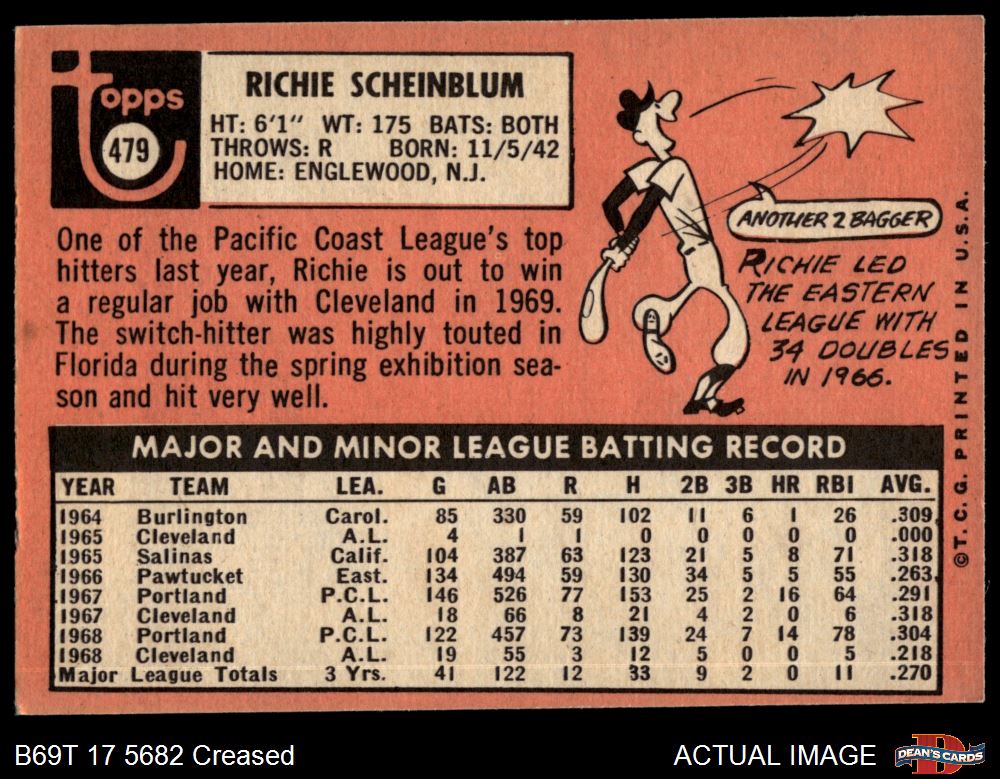 topps
479
RICHIE SCHEINBLUM
HT: 6'1" WT: 175 BATS: BOTH
THROWS: R BORN: 11/5/42
HOME: ENGLEWOOD, N.J.
One of the Pacific Coast League's top
hitters last year, Richie is out to win
a regular job with Cleveland in 1969.
The switch-hitter was highly touted in
Florida during the spring exhibition sea-
son and hit very well.
ANOTHER 2 BAGGER
RICHIE LED
THE EASTERN
LEAGUE WITH
34 DOUBLES
IN 1966.
©T.C.G. PRINTED IN U.S.A.
MAJOR AND MINOR LEAGUE BATTING RECORD
YEAR TEAM LEA. G AB R H 2B 3B HR RBI AVG.
1964 Burlington Carol. 85 330 59 102 11 6 1 26 .309
1965 Cleveland A.L. 4 1 1 0 0 0 0 0 .000
1965 Salinas Calif. 104 387 63 123 21 5 8 71 .318
1966 Pawtucket East. 134 494 59 130 34 5 5 55 .263
1967 Portland P.C.L. 146 526 77 153 25 2 16 64 .291
1967 Cleveland A.L. 18 66 8 21 4 2 0 6 .318
1968 Portland P.C.L. 122 457 73 139 24 7 14 78 .304
1968 Cleveland A.L. 19 55 3 12 5 0 0 5 .218
Major League Totals 3 Yrs. 41 122 12 33 9 2 0 11 .270
B69T 17 5682 Creased
ACTUAL IMAGE
DEAN'S CARDS